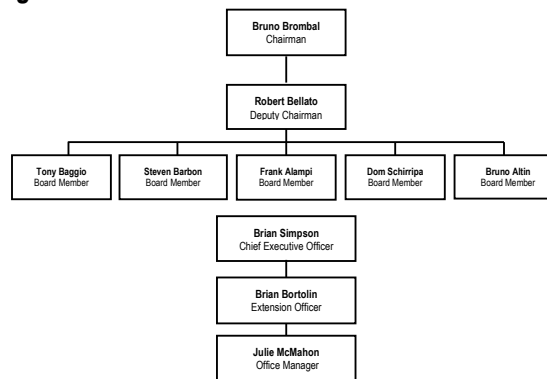 Bruno Brombal
Chairman
Robert Bellato
Deputy Chairman
Tony Baggio
Board Member
Steven Barbon
Board Member
Frank Alampi
Board Member
Dom Schirripa
Board Member
Bruno Altin
Board Member
Brian Simpson
Chief Executive Officer
Brian Bortolin
Extension Officer
Julie McMahon
Office Manager